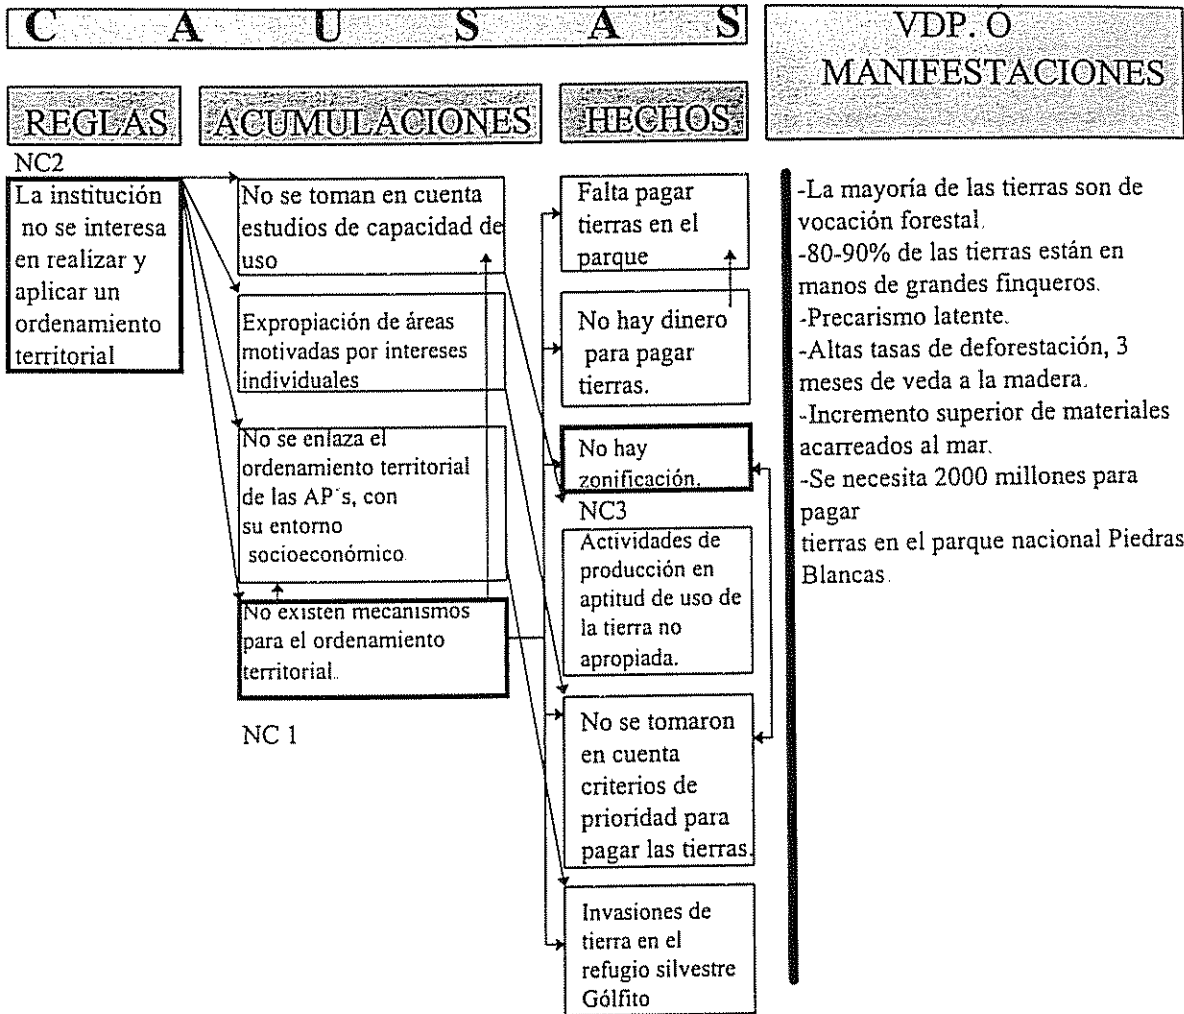 C A U S A S
VDP. Ó
MANIFESTACIONES
REGLAS
ACUMULACIONES
HECHOS
NC2
La institución
no se interesa
en realizar y
aplicar un
ordenamiento
territorial
No se toman en cuenta
estudios de capacidad de
uso
Expropiación de áreas
motivadas por intereses
individuales
No se enlaza el
ordenamiento territorial
de las AP´s, con
su entorno
socioeconómico.
No existen mecanismos
para el ordenamiento
territorial..
NC 1
Falta pagar
tierras en el
parque
No hay dinero
para pagar
tierras.
No hay
zonificación.
NC3
Actividades de
producción en
aptitud de uso de
la tierra no
apropiada.
No se tomaron
en cuenta
criterios de
prioridad para
pagar las tierras.
Invasiones de
tierra en el
refugio silvestre
Gólfito
-La mayoría de las tierras son de
vocación forestal.
-80-90% de las tierras están en
manos de grandes finqueros.
-Precarismo latente.
-Altas tasas de deforestación, 3
meses de veda a la madera.
-Incremento superior de materiales
acarreados al mar.
-Se necesita 2000 millones para
pagar
tierras en el parque nacional Piedras
Blancas.